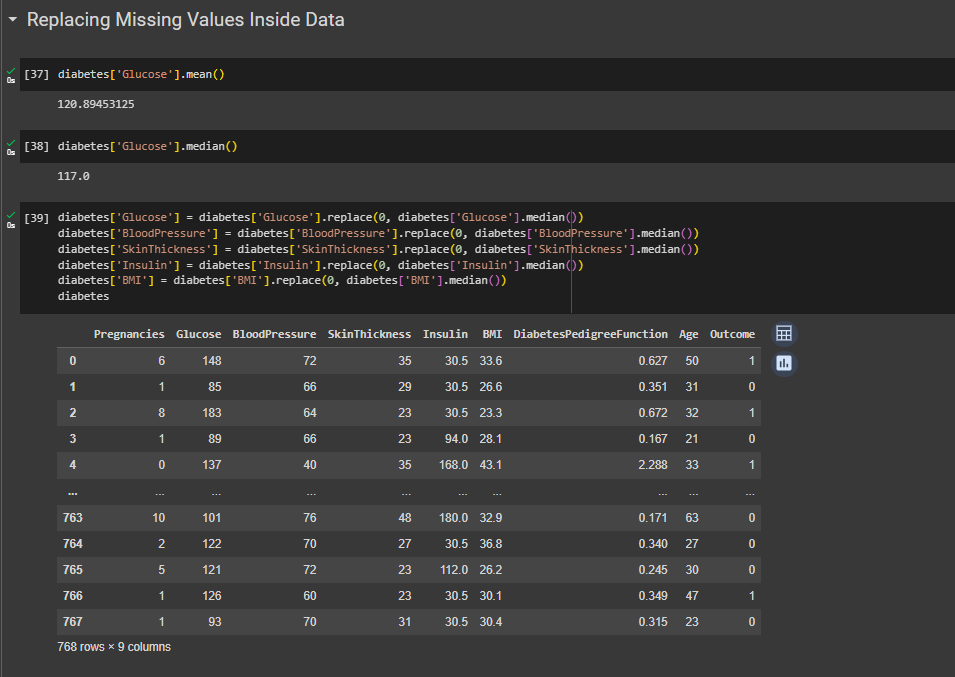 Replacing Missing Values Inside Data
0s [37] diabetes['Glucose'].mean()
120.89453125
0s [38] diabetes['Glucose'].median()
117.0
0s [39] diabetes['Glucose'] = diabetes['Glucose'].replace(0, diabetes['Glucose'].median())
diabetes['BloodPressure'] = diabetes['BloodPressure'].replace(0, diabetes['BloodPressure'].median())
diabetes['SkinThickness'] = diabetes['SkinThickness'].replace(0, diabetes['SkinThickness'].median())
diabetes['Insulin'] = diabetes['Insulin'].replace(0, diabetes['Insulin'].median())
diabetes['BMI'] = diabetes['BMI'].replace(0, diabetes['BMI'].median())
diabetes
Pregnancies Glucose BloodPressure SkinThickness Insulin BMI DiabetesPedigreeFunction Age Outcome
0 6 148 72 35 30.5 33.6 0.627 50 1
1 1 85 66 29 30.5 26.6 0.351 31 0
2 8 183 64 23 30.5 23.3 0.672 32 1
3 1 89 66 23 94.0 28.1 0.167 21 0
4 0 137 40 35 168.0 43.1 2.288 33 1
... ... ... ... ... ... ... ... ... ...
763 10 101 76 48 180.0 32.9 0.171 63 0
764 2 122 70 27 30.5 36.8 0.340 27 0
765 5 121 72 23 112.0 26.2 0.245 30 0
766 1 126 60 23 30.5 30.1 0.349 47 1
767 1 93 70 31 30.5 30.4 0.315 23 0
768 rows × 9 columns